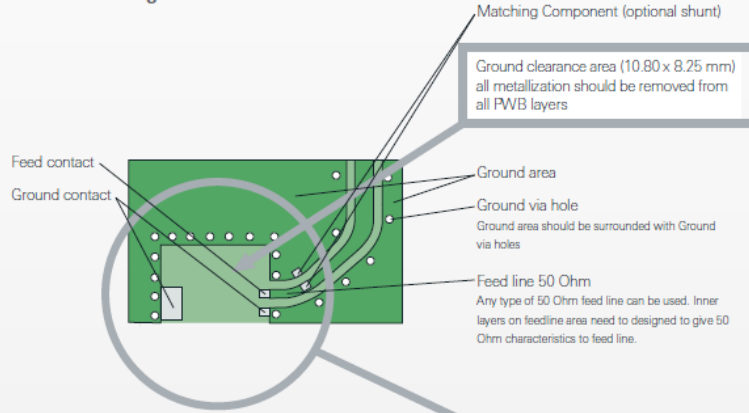 Matching Component (optional shunt)
Ground clearance area (10.80 x 8.25 mm)
all metallization should be removed from
all PWB layers
Feed contact
Ground contact
Ground area
Ground via hole
Ground area should be surrounded with Ground
via holes
Feed line 50 Ohm
Any type of 50 Ohm feed line can be used. Inner
layers on feedline area need to designed to give 50
Ohm characteristics to feed line.